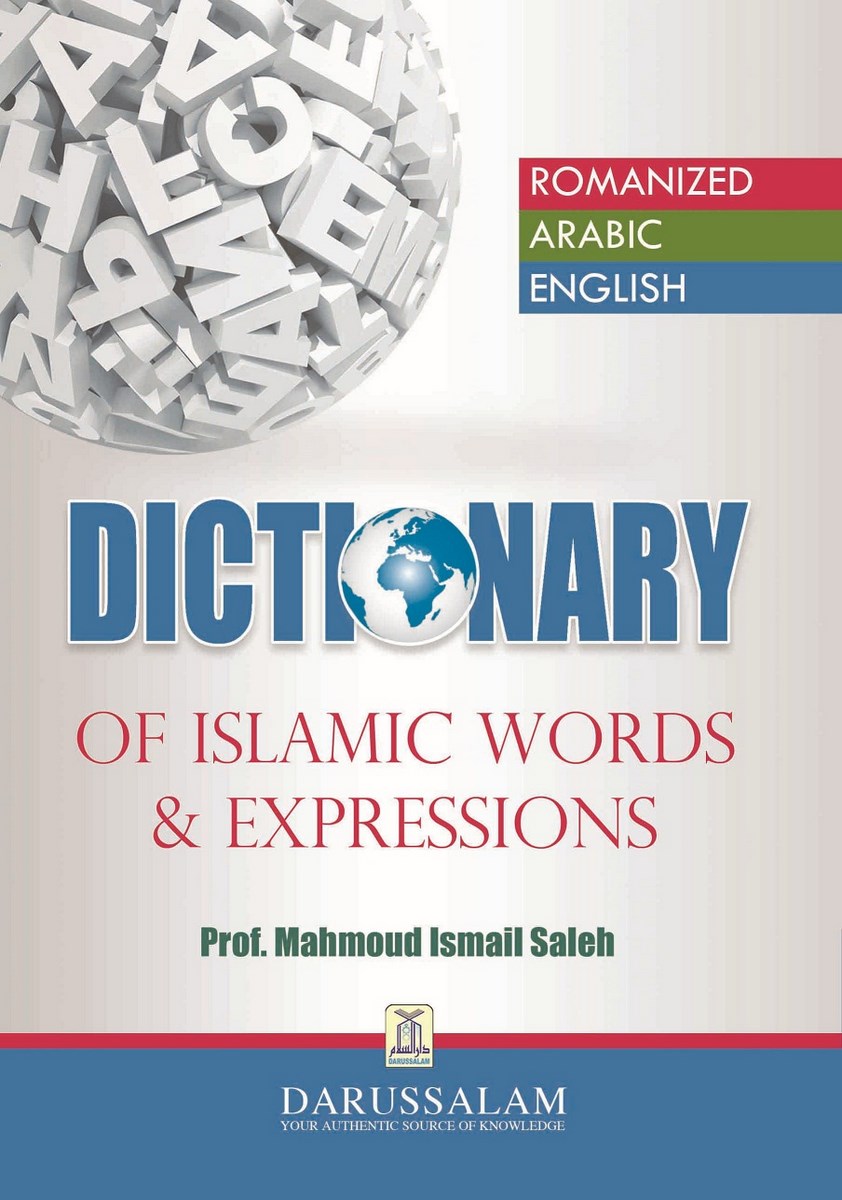 ROMANIZED
ARABIC
ENGLISH
DICTIONARY
OF ISLAMIC WORDS
& EXPRESSIONS
Prof. Mahmoud Ismail Saleh
دارالسلام
DARUSSALAM
DARUSSALAM
YOUR AUTHENTIC SOURCE OF KNOWLEDGE